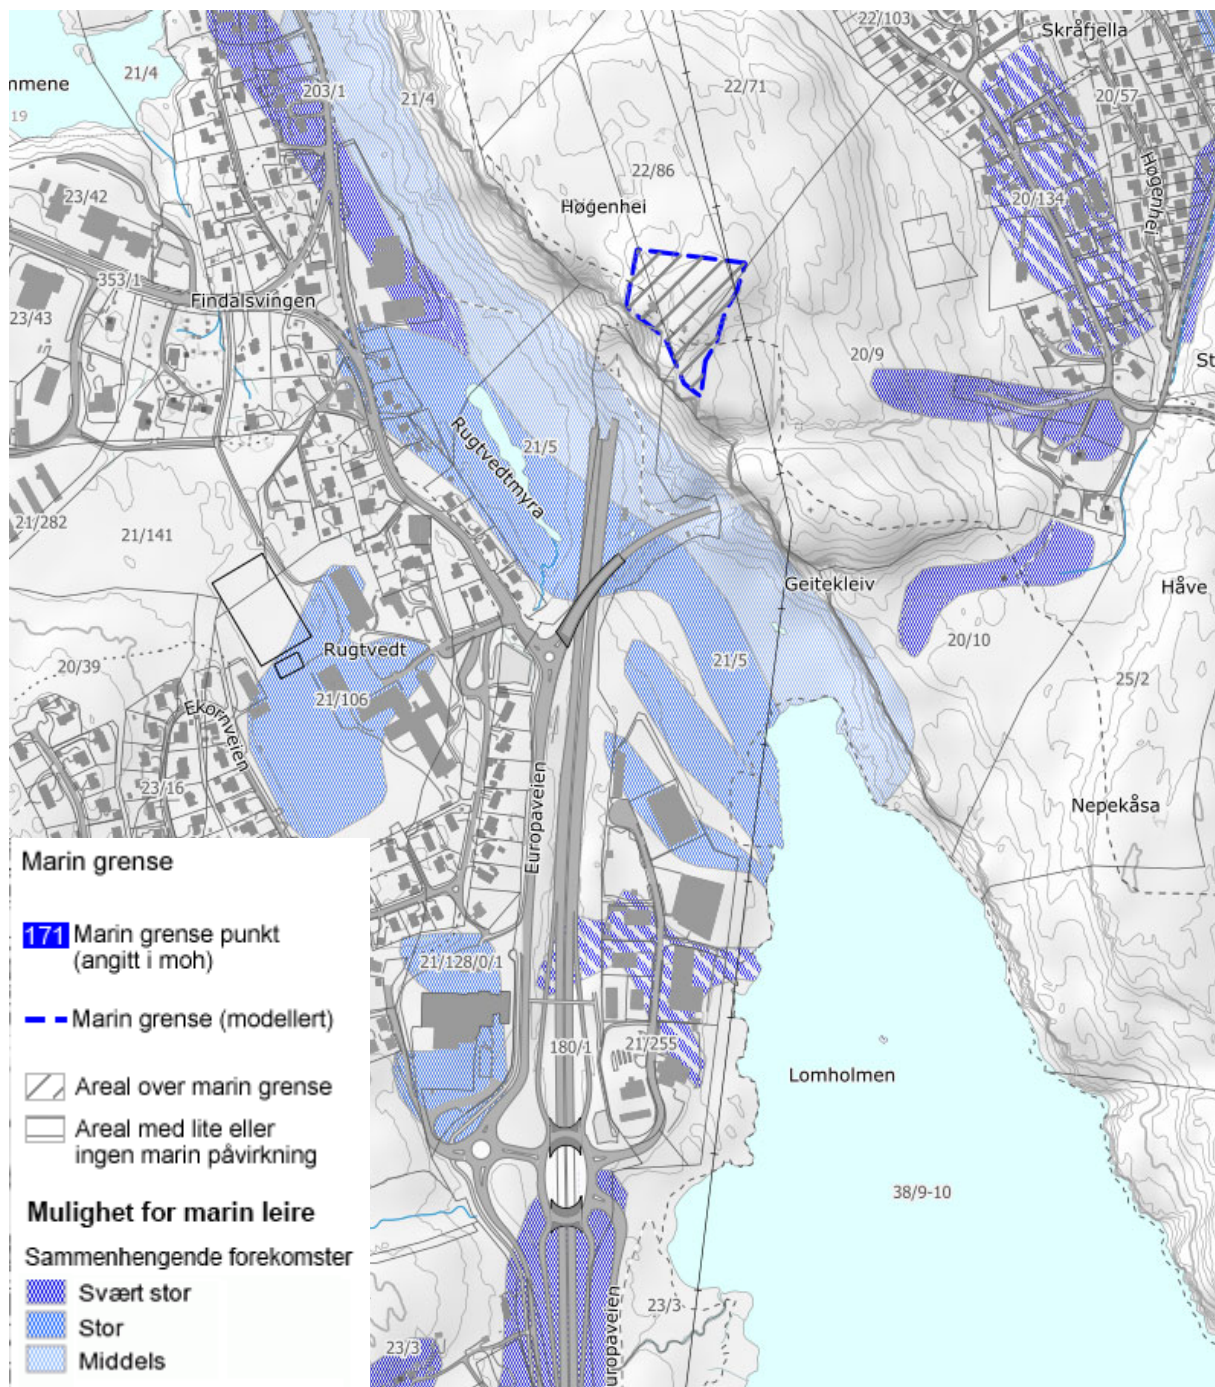 22/103
Skråfjella
21/4
mmene
19
203/1
21/4
22/71
20/57
Høgenhei
22/86
Høgenhei
20/134
23/42
353/1
Findalsvingen
23/43
20/9
St
Rugtvedtmyra
21/5
21/282
21/141
Geitekleiv
Håve
20/10
20/39
Rugtvedt
21/106
21/5
25/2
Ekornveien
23/16
Europaveien
Nepekåsa
21/128/0/1
180/1
21/255
Lomholmen
38/9-10
23/3
23/3
uropaveien
Marin grense
171 Marin grense punkt
(angitt i moh)
Marin grense (modellert)
Areal over marin grense
Areal med lite eller
ingen marin påvirkning
Mulighet for marin leire
Sammenhengende forekomster
Svært stor
Stor
Middels